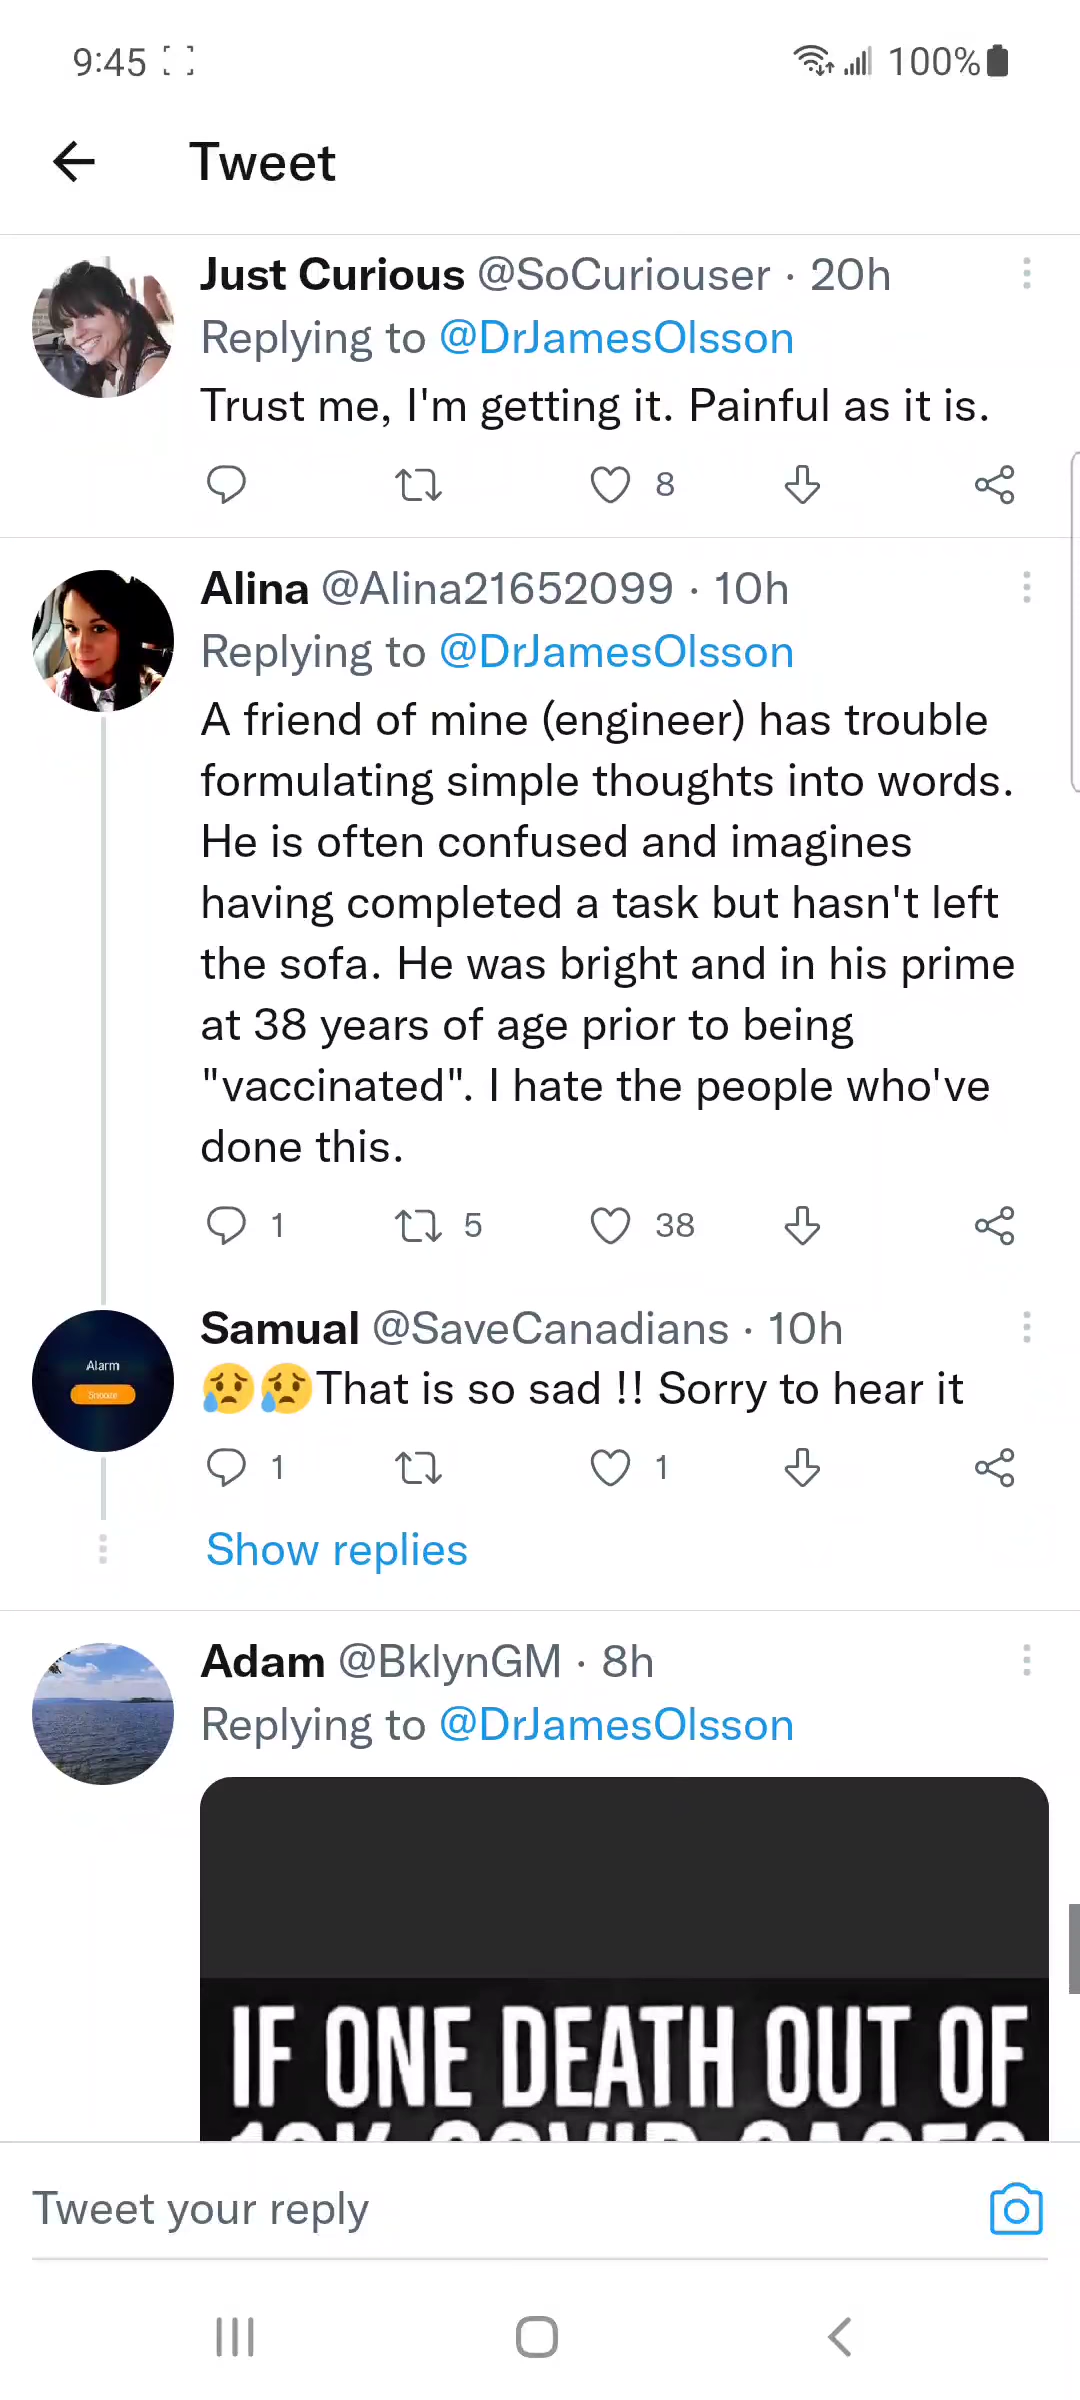 9:45 100%
Tweet
Just Curious @SoCuriouser · 20h
Replying to @DrJamesOlsson
Trust me, I'm getting it. Painful as it is.
8
Alina @Alina21652099 · 10h
Replying to @DrJamesOlsson
A friend of mine (engineer) has trouble
formulating simple thoughts into words.
He is often confused and imagines
having completed a task but hasn't left
the sofa. He was bright and in his prime
at 38 years of age prior to being
"vaccinated". I hate the people who've
done this.
1 5 38
Samual @SaveCanadians · 10h
Alarm
Snooze
😥😥That is so sad !! Sorry to hear it
1 1
Show replies
Adam @BklynGM · 8h
Replying to @DrJamesOlsson
IF ONE DEATH OUT OF
10K COVID CASES
Tweet your reply